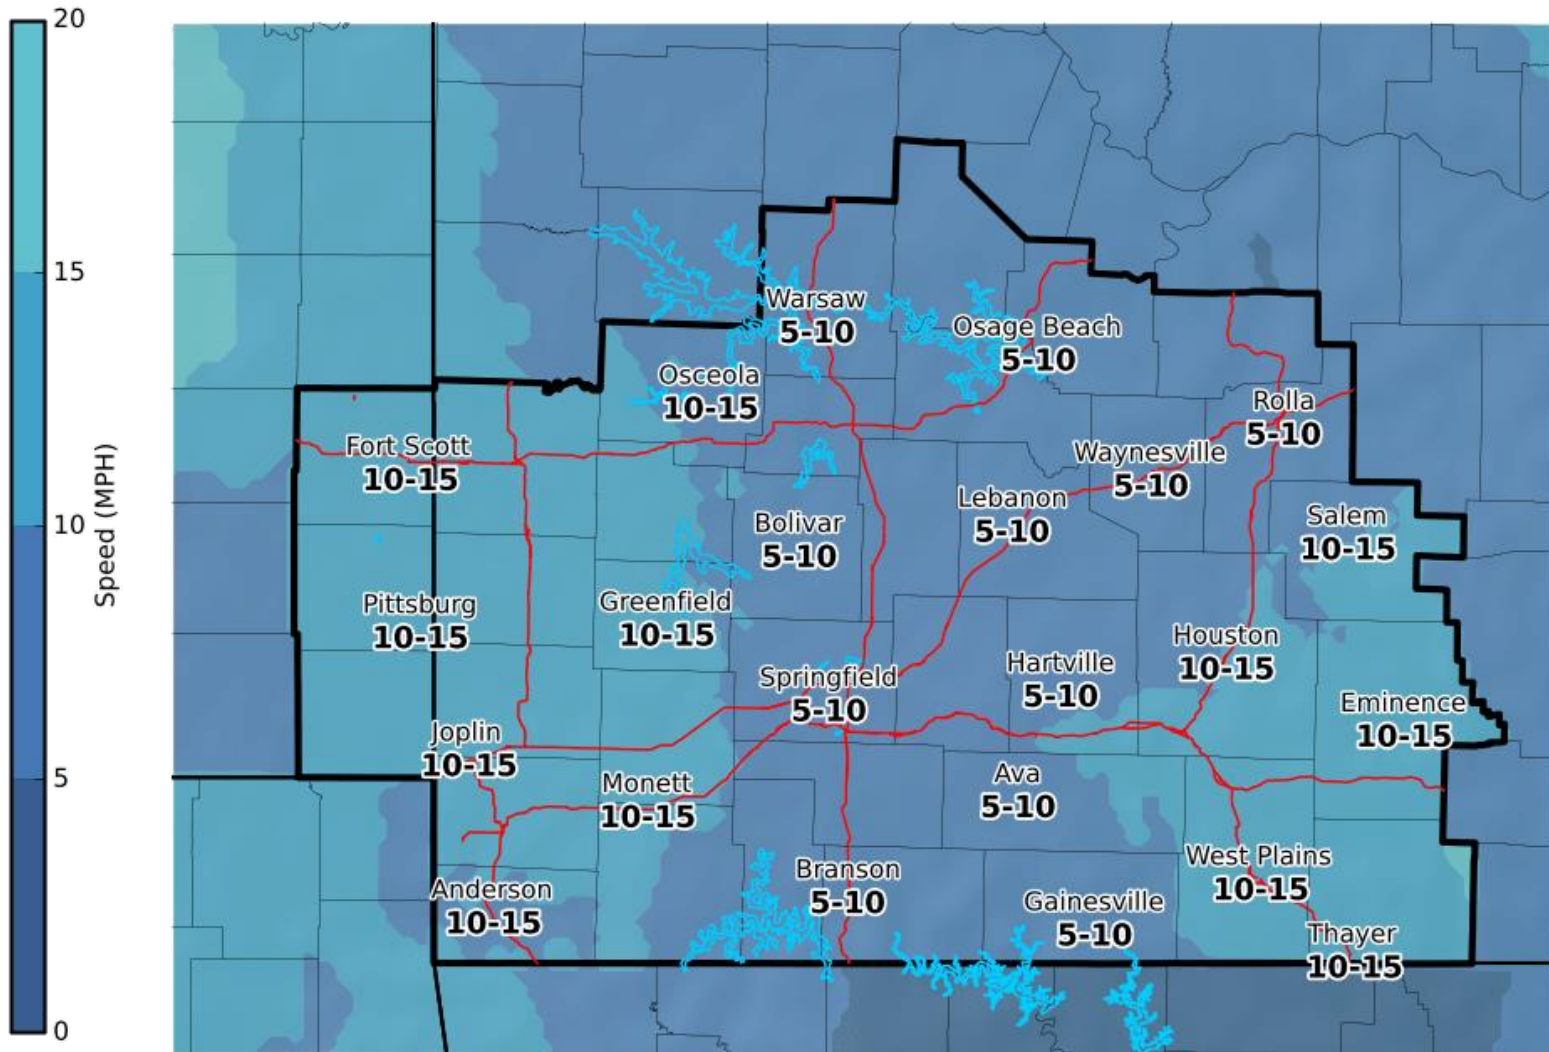 20
15
10
5
0
Speed (MPH)
Warsaw
5-10
Osage Beach
5-10
Osceola
10-15
Rolla
5-10
Fort Scott
10-15
Waynesville
5-10
Lebanon
5-10
Bolivar
5-10
Salem
10-15
Pittsburg
10-15
Greenfield
10-15
Houston
10-15
Hartville
5-10
Springfield
5-10
Eminence
10-15
Joplin
10-15
Monett
10-15
Ava
5-10
West Plains
10-15
Branson
5-10
Anderson
10-15
Gainesville
5-10
Thayer
10-15